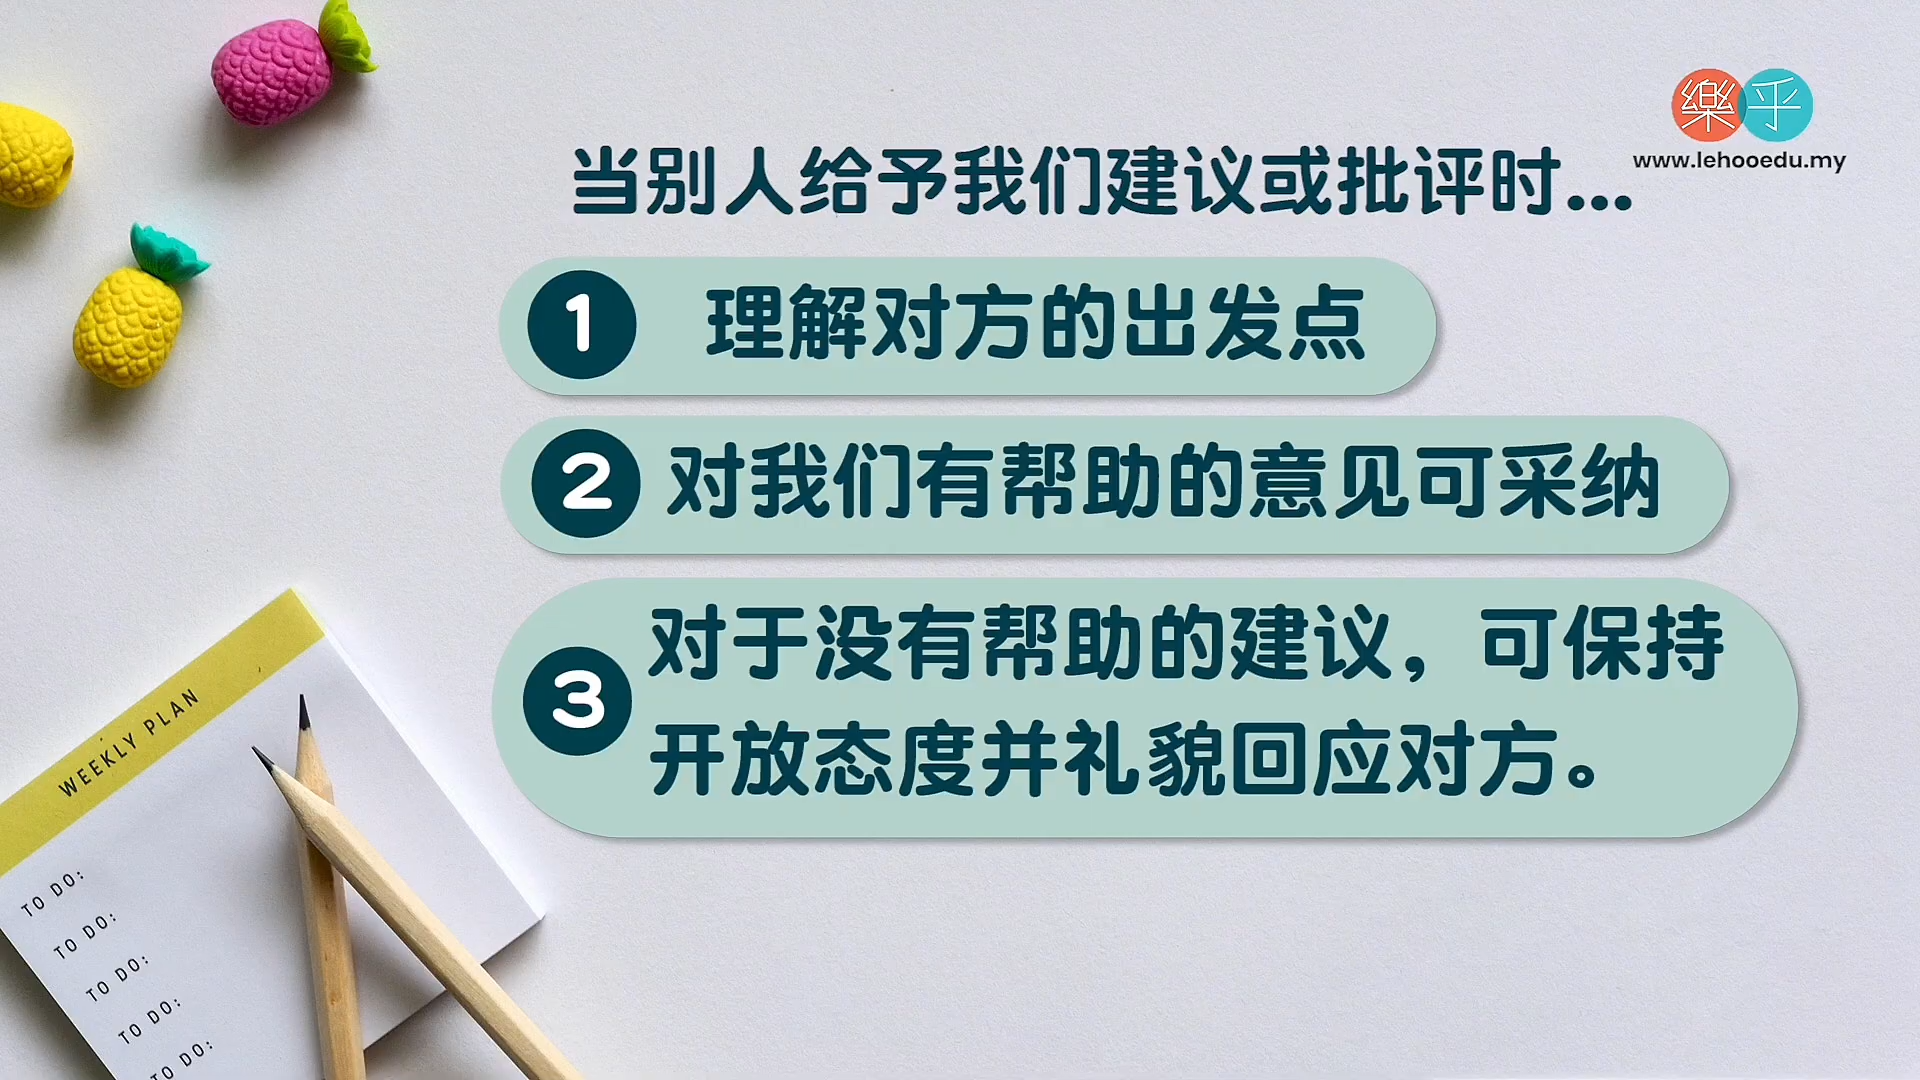 樂乎
www.lehooedu.my
当别人给予我们建议或批评时...
1 理解对方的出发点
2 对我们有帮助的意见可采纳
3 对于没有帮助的建议，可保持
开放态度并礼貌回应对方。
WEEKLY PLAN
TO DO:
TO DO:
TO DO:
TO DO:
TO DO: